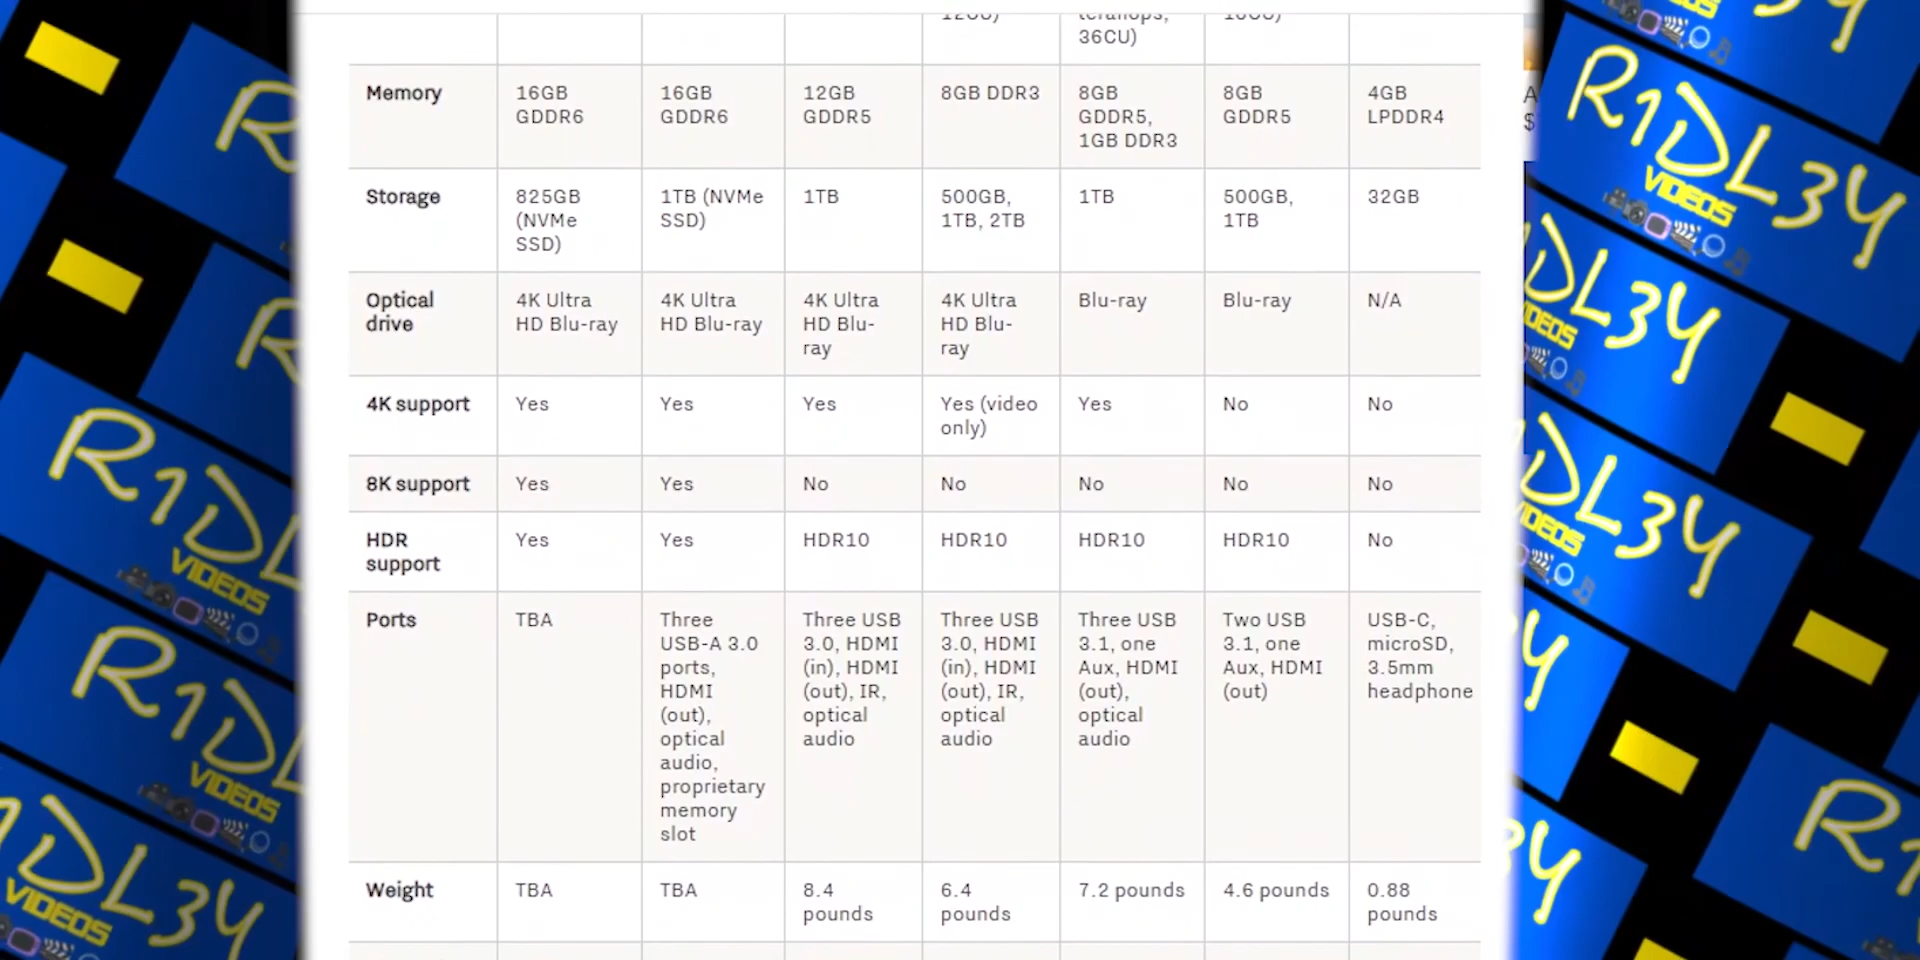 36CU)
Memory
16GB
GDDR6
16GB
GDDR6
12GB
GDDR5
8GB DDR3
8GB
GDDR5,
1GB DDR3
8GB
GDDR5
4GB
LPDDR4
Storage
825GB
(NVMe
SSD)
1TB (NVMe
SSD)
1TB
500GB,
1TB, 2TB
1TB
500GB,
1TB
32GB
Optical
drive
4K Ultra
HD Blu-ray
4K Ultra
HD Blu-ray
4K Ultra
HD Blu-
ray
4K Ultra
HD Blu-
ray
Blu-ray
Blu-ray
N/A
4K support
Yes
Yes
Yes
Yes (video
only)
Yes
No
No
8K support
Yes
Yes
No
No
No
No
No
HDR
support
Yes
Yes
HDR10
HDR10
HDR10
HDR10
No
Ports
TBA
Three
USB-A 3.0
ports,
HDMI
(out),
optical
audio,
proprietary
memory
slot
Three USB
3.0, HDMI
(in), HDMI
(out), IR,
optical
audio
Three USB
3.0, HDMI
(in), HDMI
(out), IR,
optical
audio
Three USB
3.1, one
Aux, HDMI
(out),
optical
audio
Two USB
3.1, one
Aux, HDMI
(out)
USB-C,
microSD,
3.5mm
headphone
Weight
TBA
TBA
8.4
pounds
6.4
pounds
7.2 pounds
4.6 pounds
0.88
pounds
R1DL3Y
VIDEOS